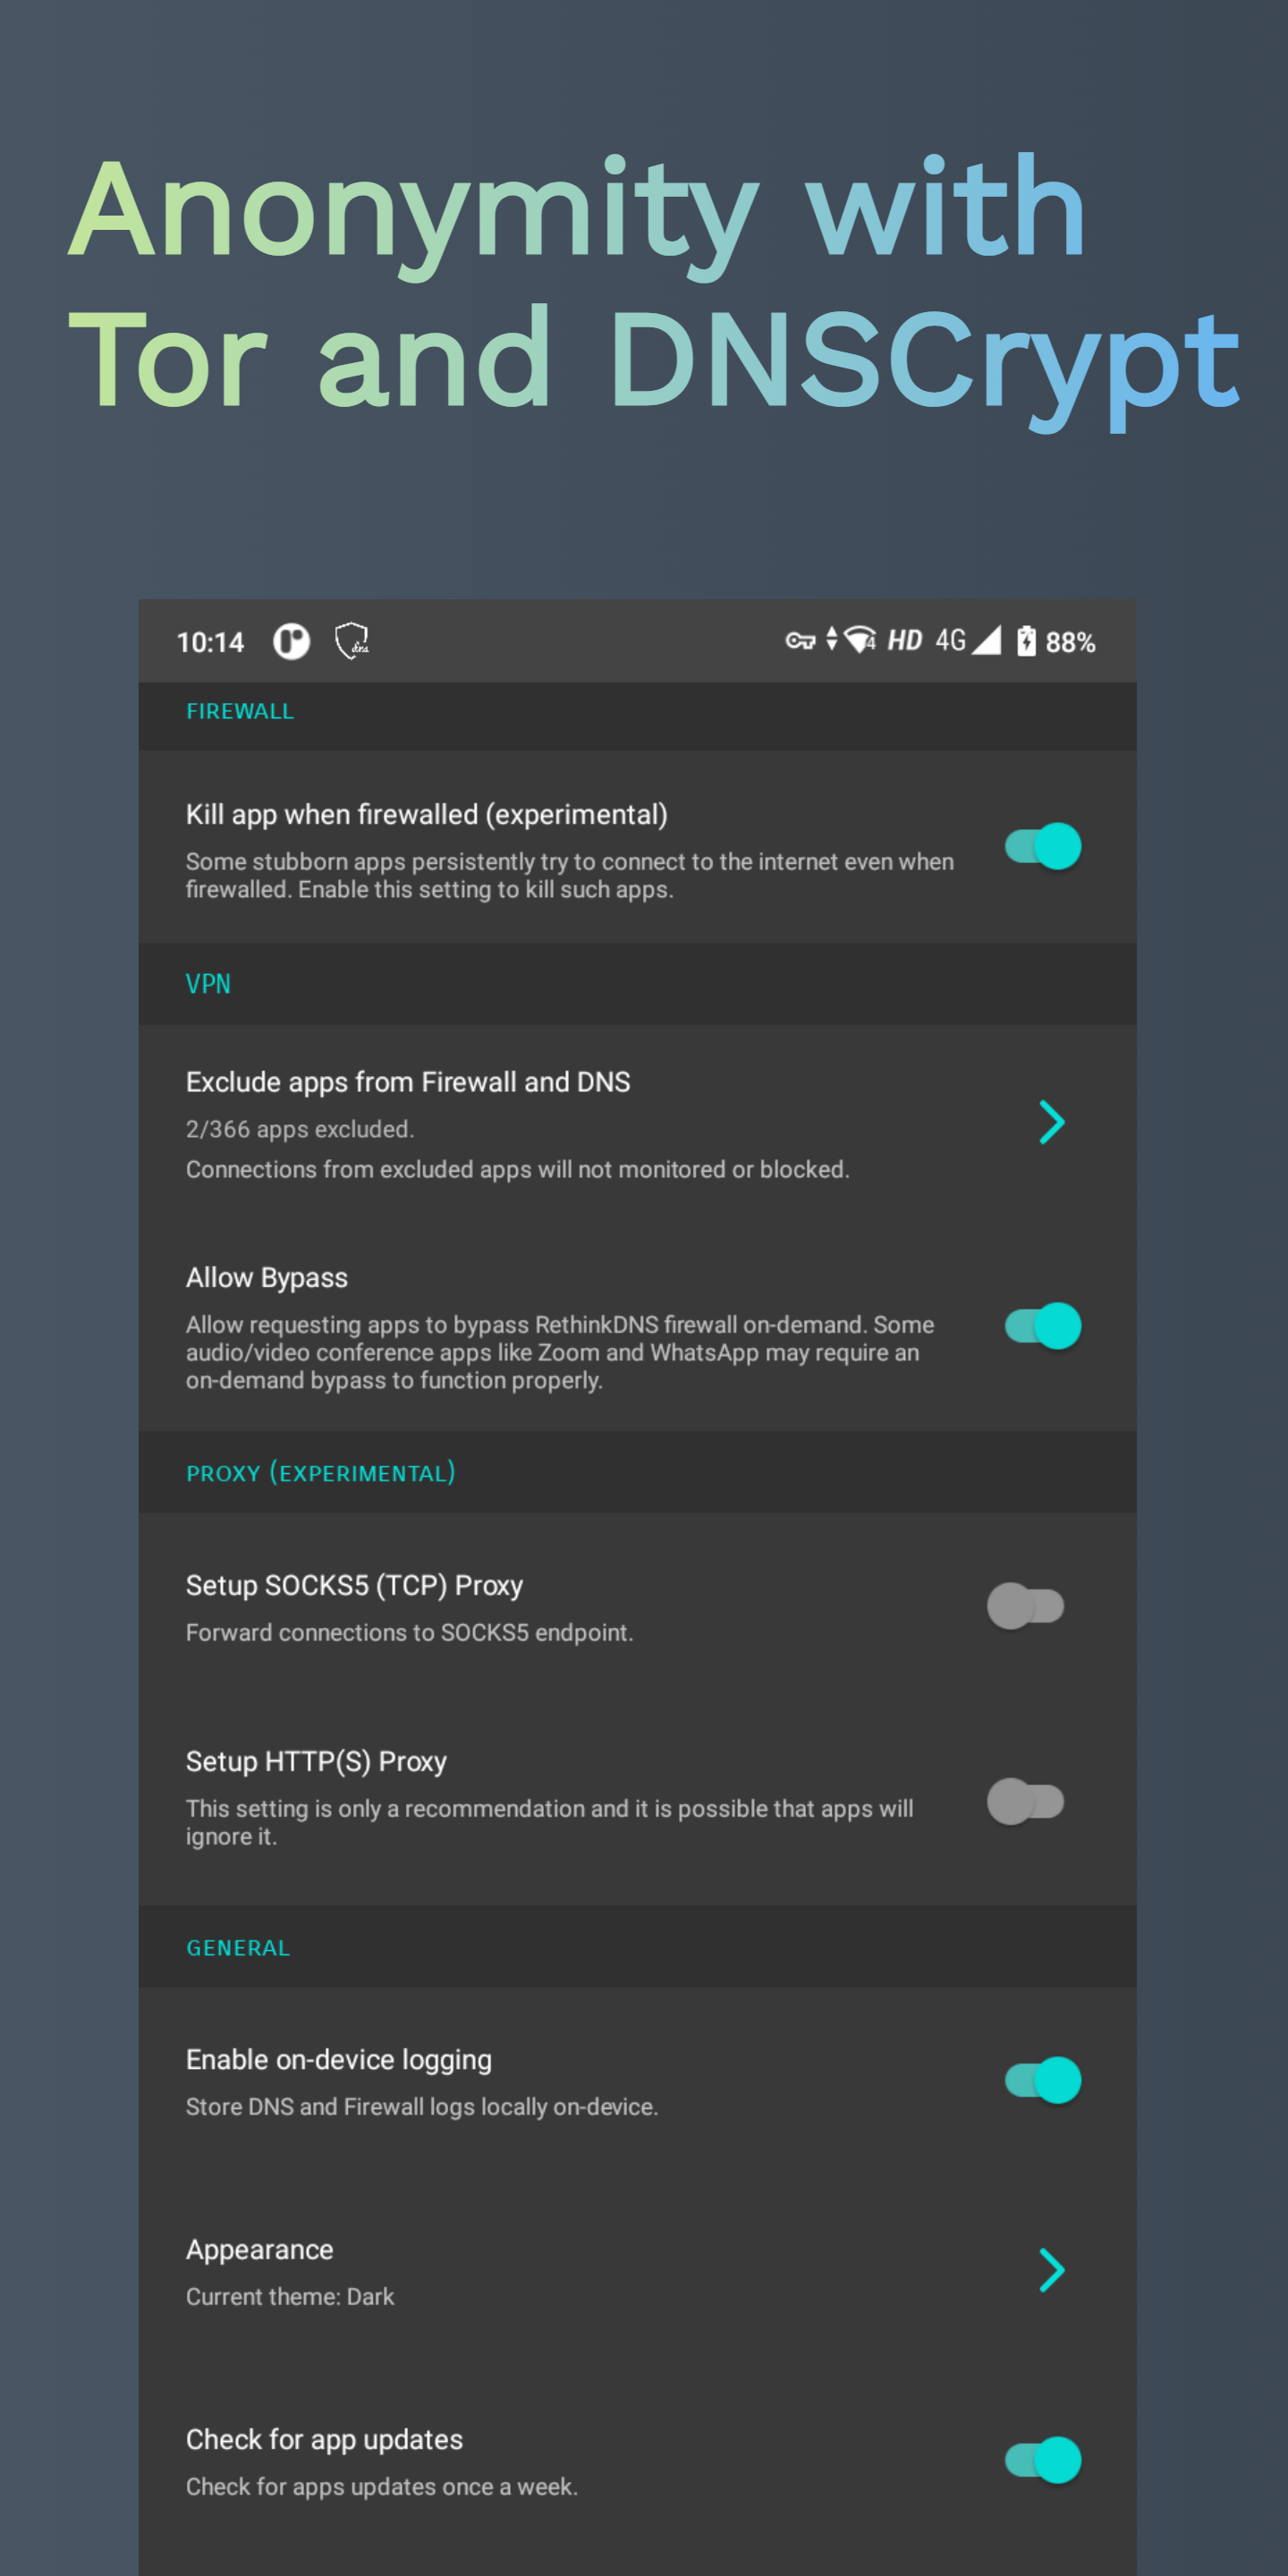 Anonymity with
Tor and DNSCrypt
10:14
dns
4
HD
4G
88%
FIREWALL
Kill app when firewalled (experimental)
Some stubborn apps persistently try to connect to the internet even when
firewalled. Enable this setting to kill such apps.
VPN
Exclude apps from Firewall and DNS
2/366 apps excluded.
Connections from excluded apps will not monitored or blocked.
Allow Bypass
Allow requesting apps to bypass RethinkDNS firewall on-demand. Some
audio/video conference apps like Zoom and WhatsApp may require an
on-demand bypass to function properly.
PROXY (EXPERIMENTAL)
Setup SOCKS5 (TCP) Proxy
Forward connections to SOCKS5 endpoint.
Setup HTTP(S) Proxy
This setting is only a recommendation and it is possible that apps will
ignore it.
GENERAL
Enable on-device logging
Store DNS and Firewall logs locally on-device.
Appearance
Current theme: Dark
Check for app updates
Check for apps updates once a week.